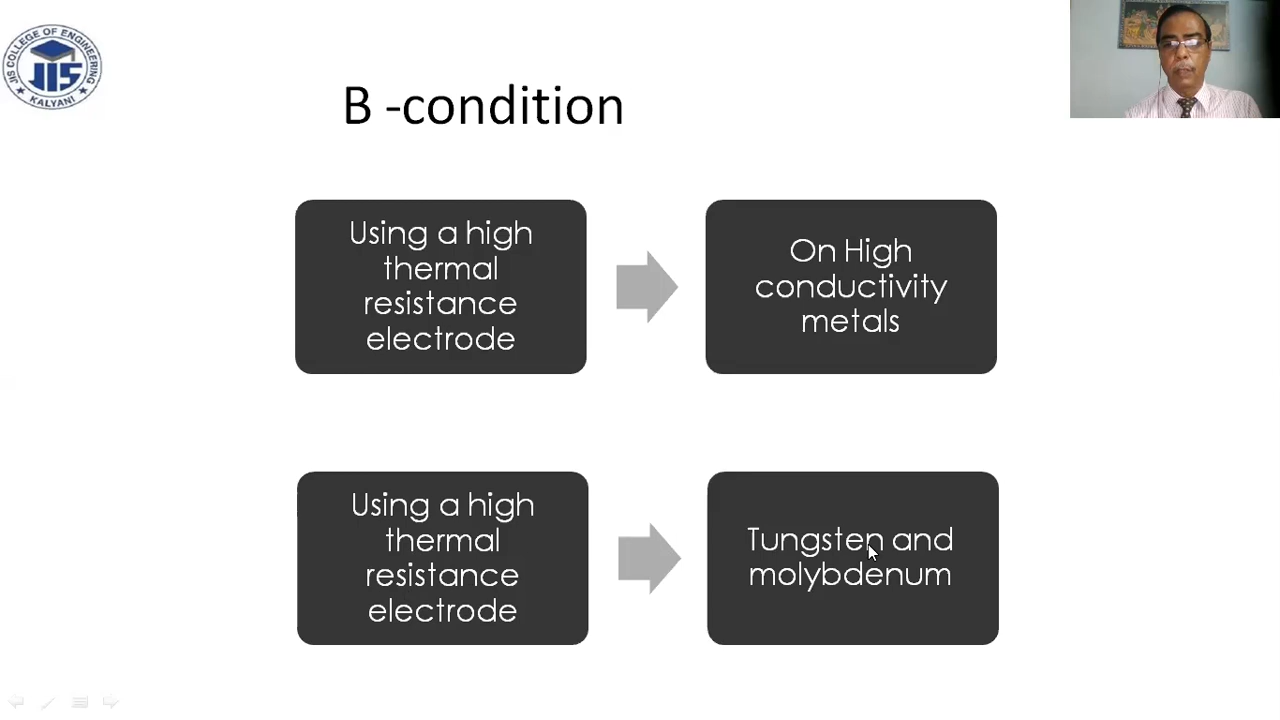 JIS COLLEGE OF ENGINEERING
JIS
KALYANI
B -condition
Using a high
thermal
resistance
electrode
On High
conductivity
metals
Using a high
thermal
resistance
electrode
Tungsten and
molybdenum